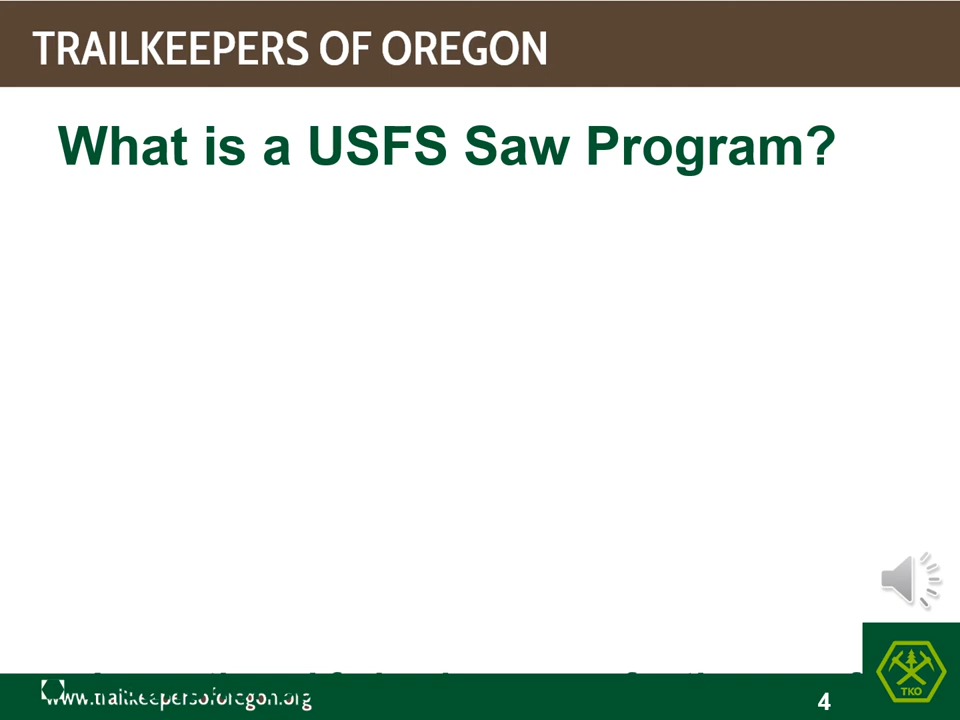 TRAILKEEPERS OF OREGON
What is a USFS Saw Program?
TKO
www.trailkeepersoforegon.org
4